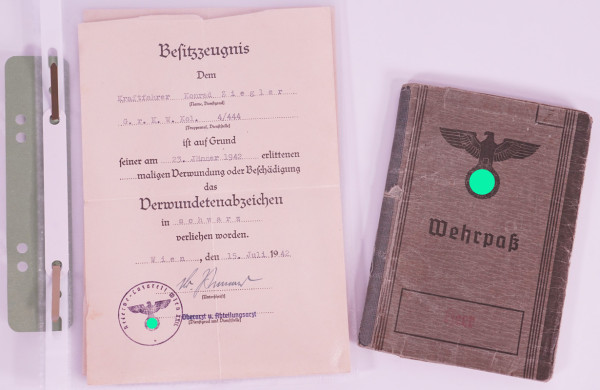 Besitzzeugnis
Dem
Kraftfahrer Konrad Ziegler
(Name, Dienstgrad)
G. r. K. W. Kol. 4/444
(Truppenteil, Dienststelle)
ist auf Grund
seiner am 23. Jänner 1942 erlittenen
maligen Verwundung oder Beschädigung
das
Verwundetenabzeichen
in schwarz
verliehen worden.
Wien, den 15. Juli 1942
(Unterschrift)
Oberarzt u. Abteilungsarzt
(Dienstgrad und Dienststelle)
Wehrpaß